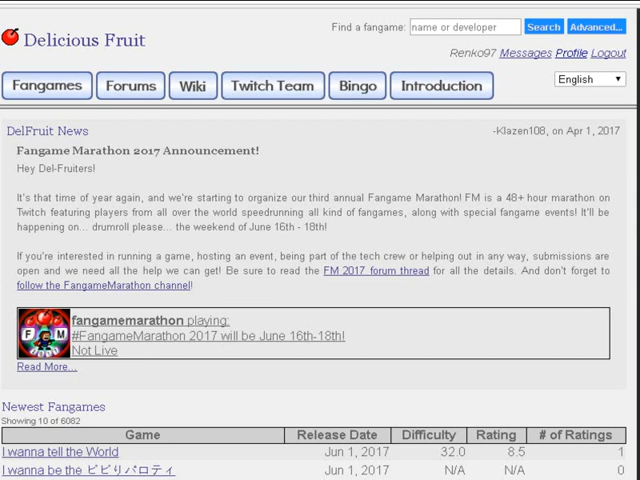 Find a fangame: name or developer Search Advanced...
Delicious Fruit
Renko97 Messages Profile Logout
Fangames Forums Wiki Twitch Team Bingo Introduction English
DelFruit News -Klazen108, on Apr 1, 2017
Fangame Marathon 2017 Announcement!
Hey Del-Fruiters!
It's that time of year again, and we're starting to organize our third annual Fangame Marathon! FM is a 48+ hour marathon on
Twitch featuring players from all over the world speedrunning all kind of fangames, along with special fangame events! It'll be
happening on... drumroll please... the weekend of June 16th - 18th!
If you're interested in running a game, hosting an event, being part of the tech crew or helping out in any way, submissions are
open and we need all the help we can get! Be sure to read the FM 2017 forum thread for all the details. And don't forget to
follow the FangameMarathon channel!
F M
fangamemarathon playing:
#FangameMarathon 2017 will be June 16th-18th!
Not Live
Read More...
Newest Fangames
Showing 10 of 6082
Game Release Date Difficulty Rating # of Ratings
I wanna tell the World Jun 1, 2017 32.0 8.5 1
I wanna be the ビビりパロティ Jun 1, 2017 N/A N/A 0